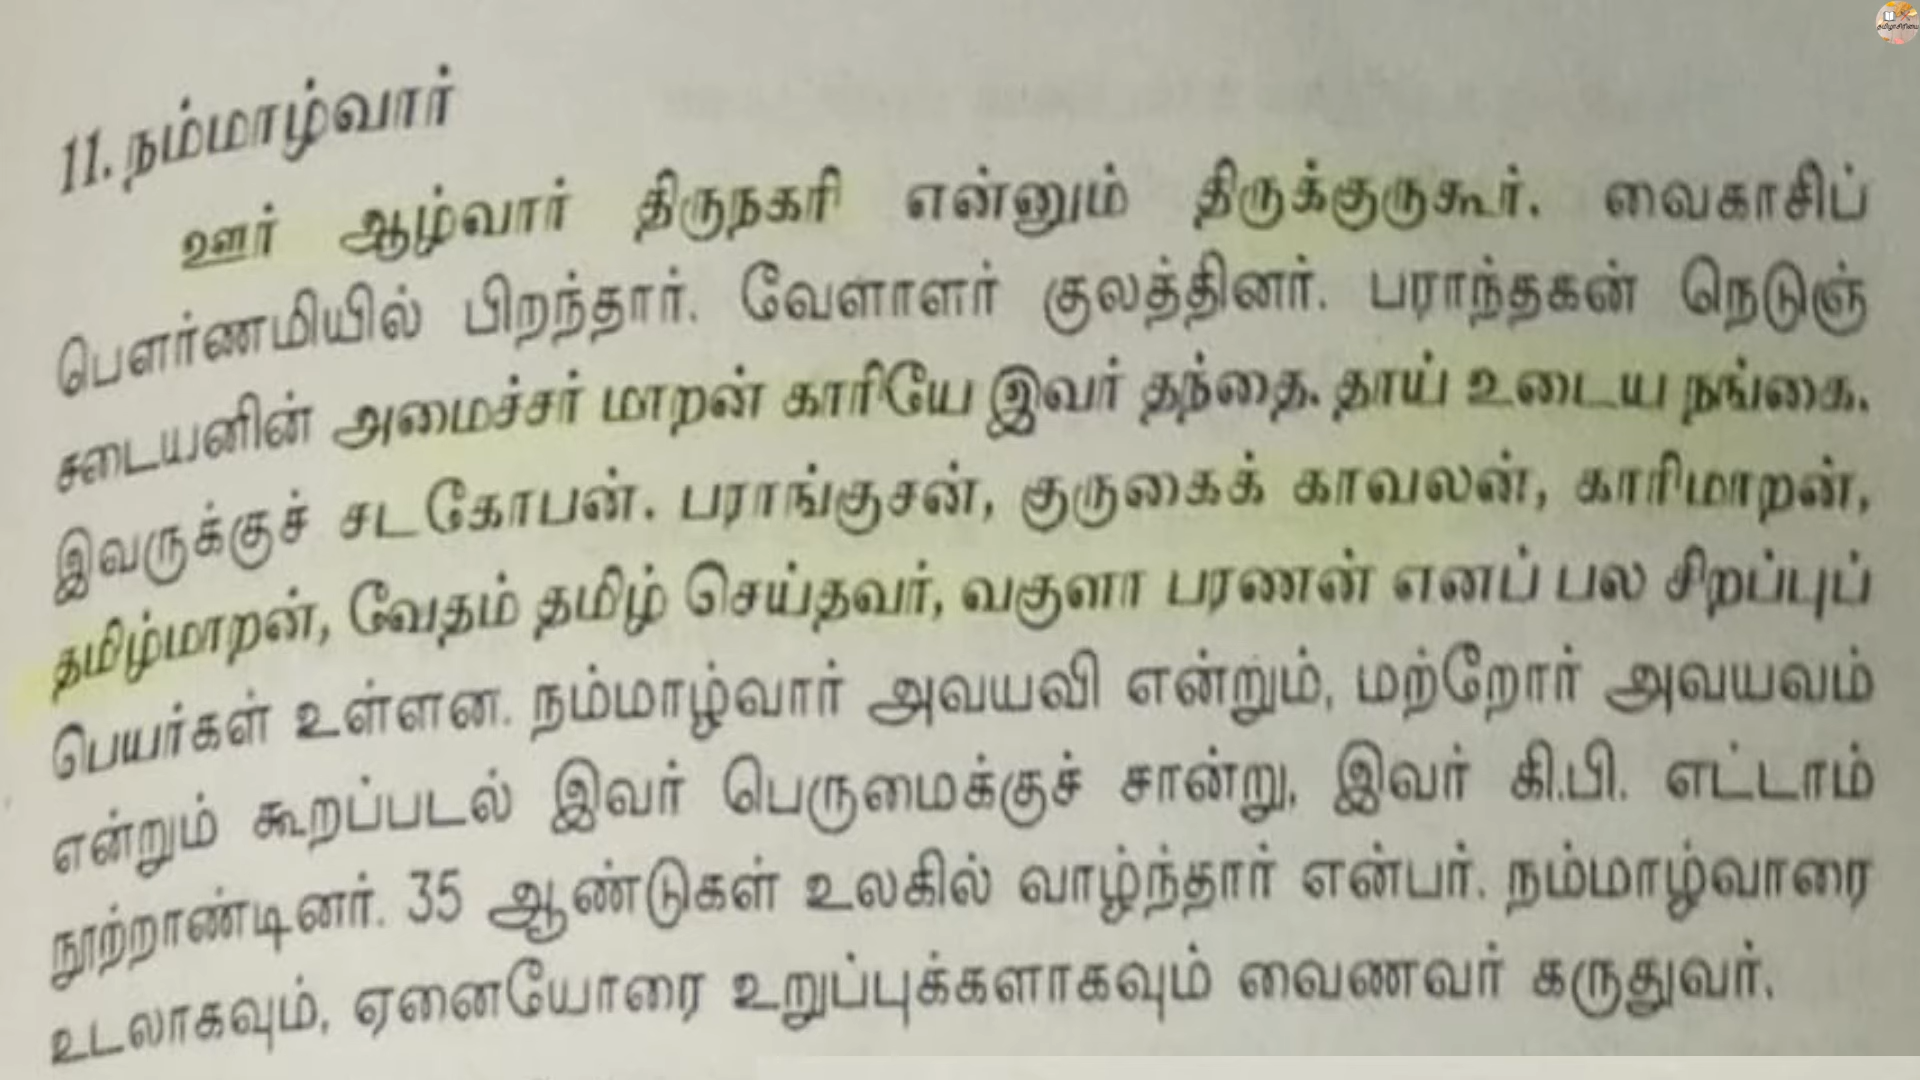 11. நம்மாழ்வார்
ஊர் ஆழ்வார் திருநகரி என்னும் திருக்குருகூர். வைகாசிப்
பௌர்ணமியில் பிறந்தார். வேளாளர் குலத்தினர். பராந்தகன் நெடுஞ்
சடையனின் அமைச்சர் மாறன் காரியே இவர் தந்தை. தாய் உடைய நங்கை.
இவருக்குச் சடகோபன். பராங்குசன், குருகைக் காவலன், காரிமாறன்,
தமிழ்மாறன், வேதம் தமிழ் செய்தவர், வகுளா பரணன் எனப் பல சிறப்புப்
பெயர்கள் உள்ளன. நம்மாழ்வார் அவயவி என்றும், மற்றோர் அவயவம்
என்றும் கூறப்படல் இவர் பெருமைக்குச் சான்று, இவர் கி.பி. எட்டாம்
நூற்றாண்டினர். 35 ஆண்டுகள் உலகில் வாழ்ந்தார் என்பர். நம்மாழ்வாரை
உடலாகவும், ஏனையோரை உறுப்புக்களாகவும் வைணவர் கருதுவர்.